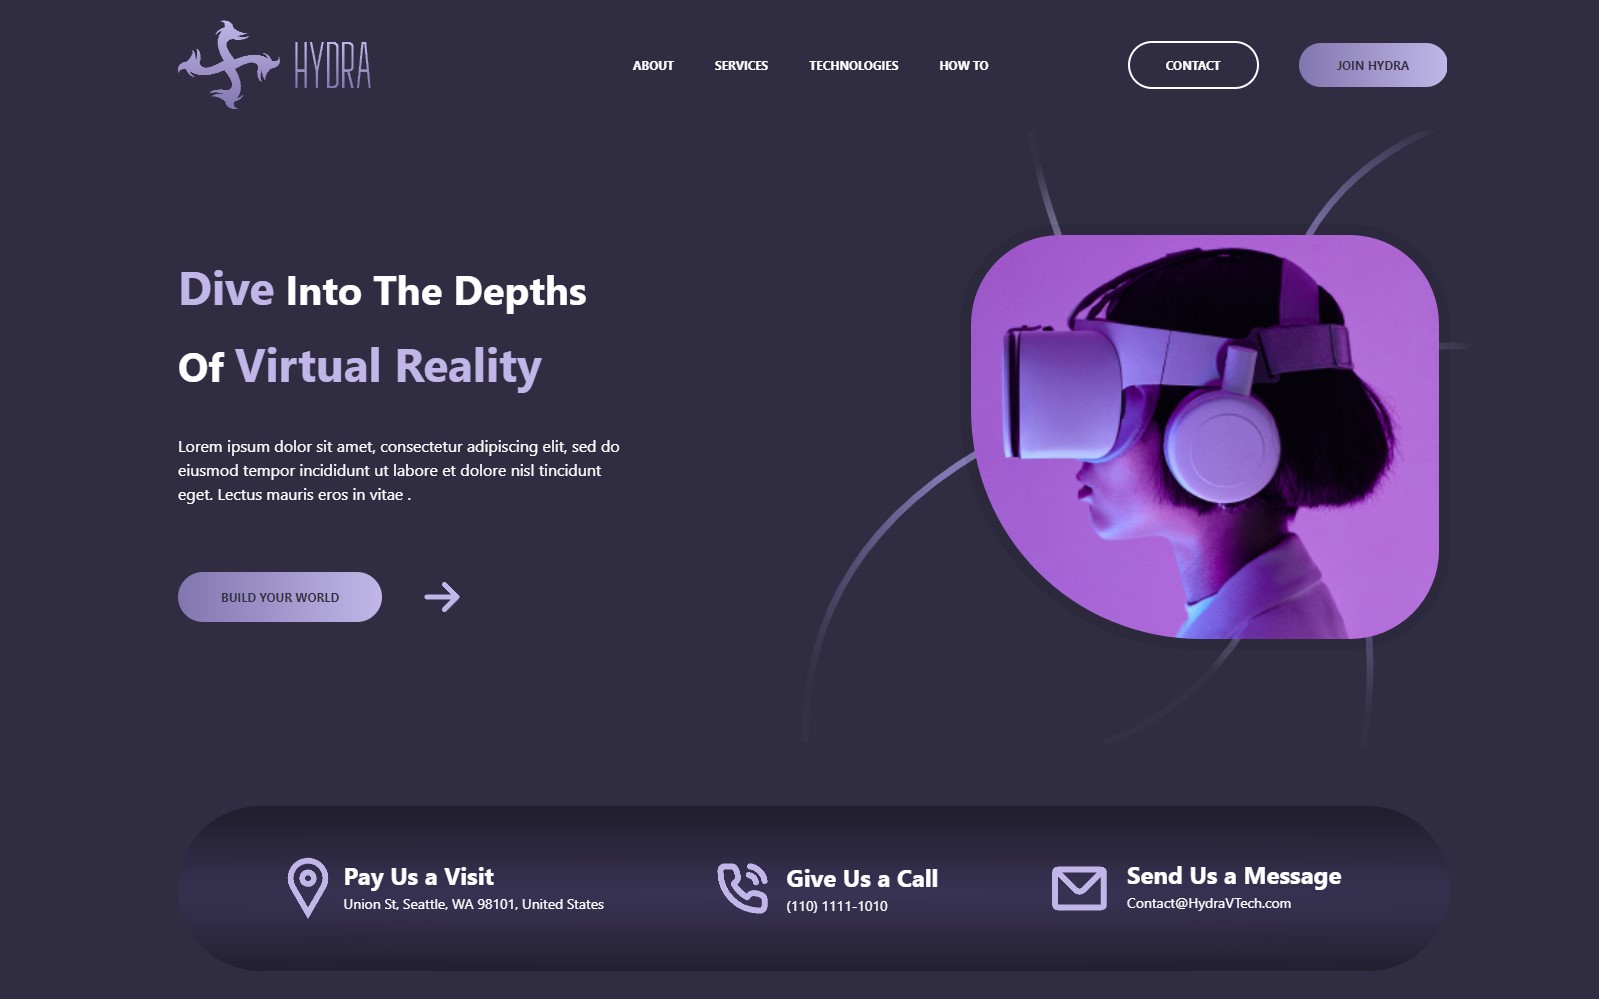 HYDRA
ABOUT
SERVICES
TECHNOLOGIES
HOW TO
CONTACT
JOIN HYDRA
Dive Into The Depths
Of Virtual Reality
Lorem ipsum dolor sit amet, consectetur adipiscing elit, sed do
eiusmod tempor incididunt ut labore et dolore nisl tincidunt
eget. Lectus mauris eros in vitae .
BUILD YOUR WORLD
Pay Us a Visit
Union St, Seattle, WA 98101, United States
Give Us a Call
(110) 1111-1010
Send Us a Message
Contact@HydraVTech.com